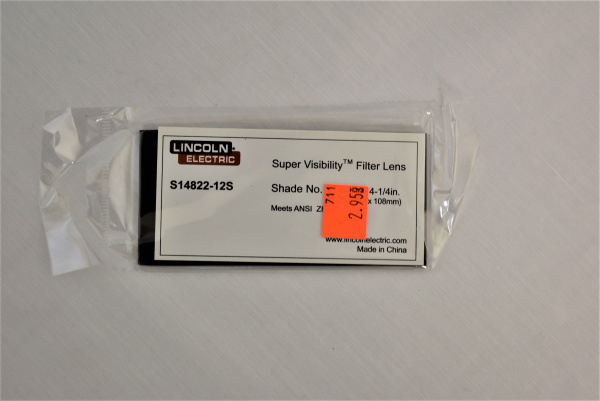 LINCOLN
ELECTRIC
Super Visibility™ Filter Lens
S14822-12S
Shade No. 4-1/4in.
Meets ANSI x 108mm)
711
2.95
www.lincolnelectric.com
Made in China